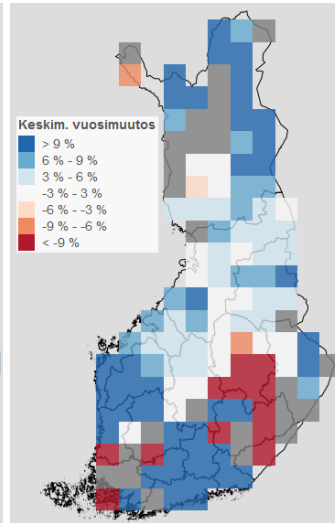 Keskim. vuosimuutos
> 9 %
6 % - 9 %
3 % - 6 %
-3 % - 3 %
-6 % - -3 %
-9 % - -6 %
< -9 %